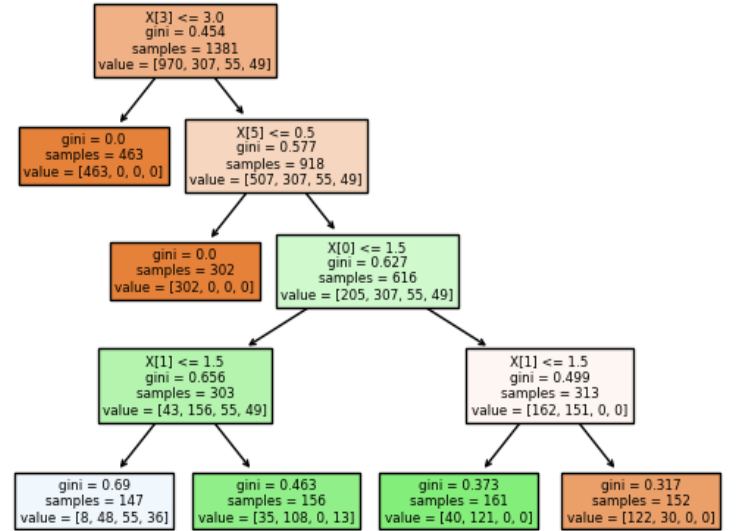 X[3] <= 3.0
gini = 0.454
samples = 1381
value = [970, 307, 55, 49]
gini = 0.0
samples = 463
value = [463, 0, 0, 0]
X[5] <= 0.5
gini = 0.577
samples = 918
value = [507, 307, 55, 49]
gini = 0.0
samples = 302
value = [302, 0, 0, 0]
X[0] <= 1.5
gini = 0.627
samples = 616
value = [205, 307, 55, 49]
X[1] <= 1.5
gini = 0.656
samples = 303
value = [43, 156, 55, 49]
X[1] <= 1.5
gini = 0.499
samples = 313
value = [162, 151, 0, 0]
gini = 0.69
samples = 147
value = [8, 48, 55, 36]
gini = 0.463
samples = 156
value = [35, 108, 0, 13]
gini = 0.373
samples = 161
value = [40, 121, 0, 0]
gini = 0.317
samples = 152
value = [122, 30, 0, 0]